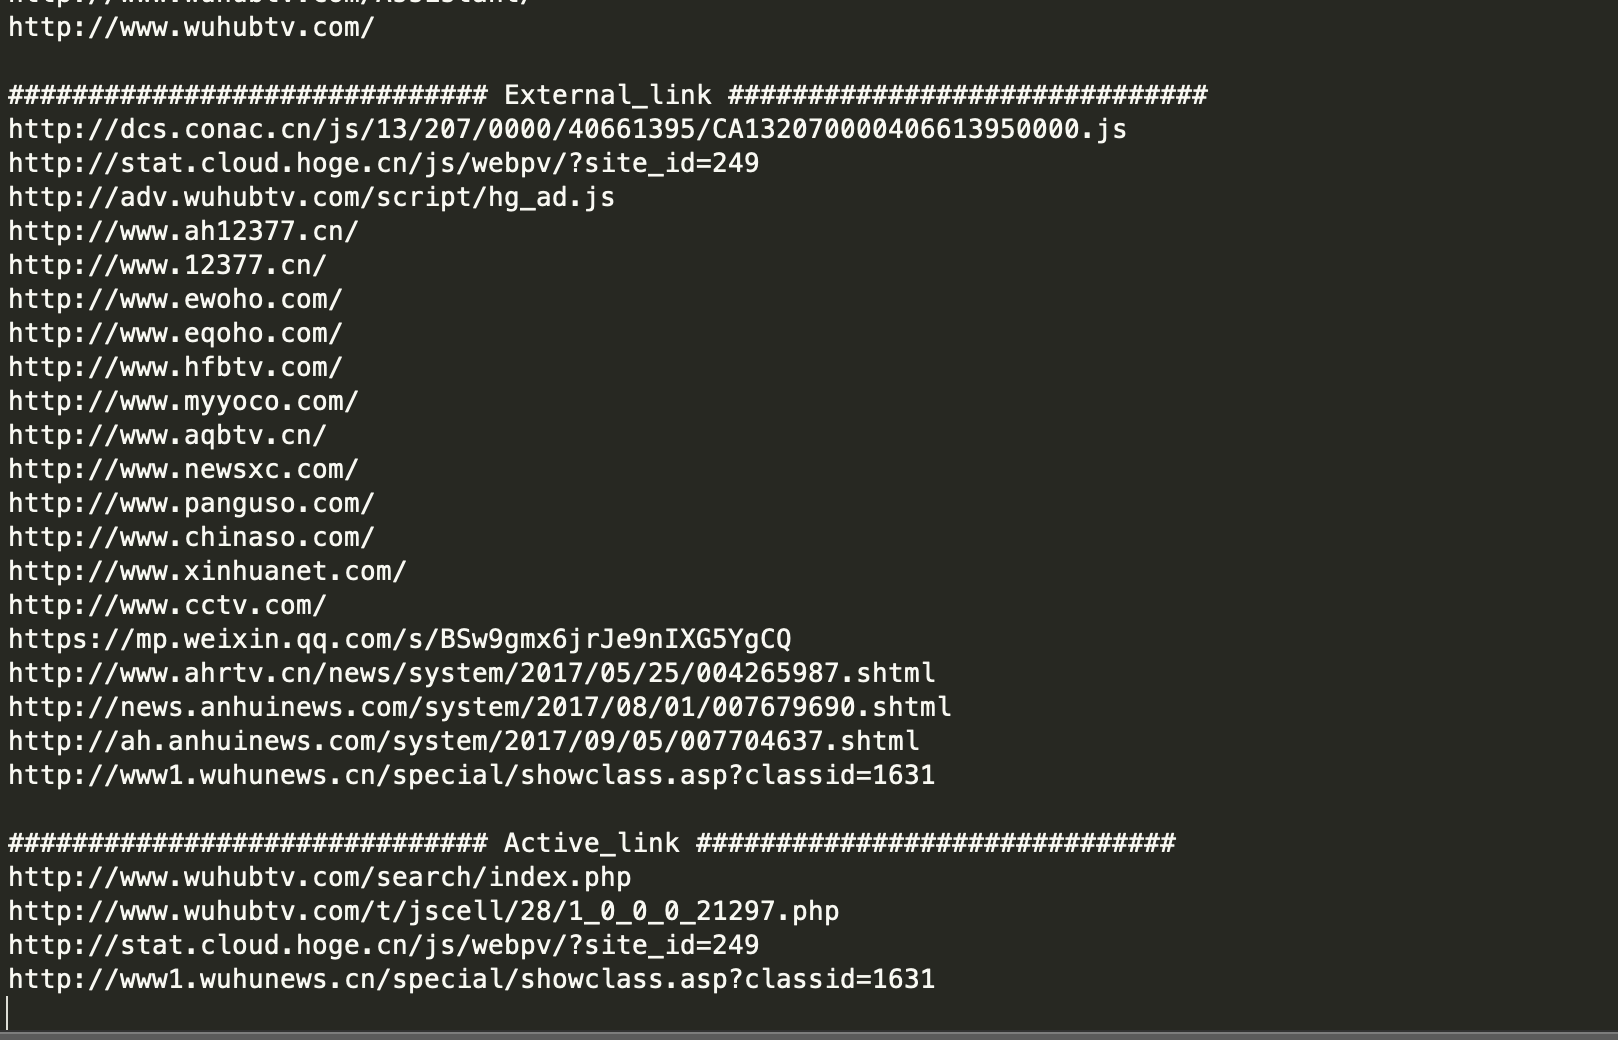 http://www.wuhubtv.com/Assistant/
http://www.wuhubtv.com/
############################## External_link ##############################
http://dcs.conac.cn/js/13/207/0000/40661395/CA132070000406613950000.js
http://stat.cloud.hoge.cn/js/webpv/?site_id=249
http://adv.wuhubtv.com/script/hg_ad.js
http://www.ah12377.cn/
http://www.12377.cn/
http://www.ewoho.com/
http://www.eqoho.com/
http://www.hfbtv.com/
http://www.myyoco.com/
http://www.aqbtv.cn/
http://www.newsxc.com/
http://www.panguso.com/
http://www.chinaso.com/
http://www.xinhuanet.com/
http://www.cctv.com/
https://mp.weixin.qq.com/s/BSw9gmx6jrJe9nIXG5YgCQ
http://www.ahrtv.cn/news/system/2017/05/25/004265987.shtml
http://news.anhuinews.com/system/2017/08/01/007679690.shtml
http://ah.anhuinews.com/system/2017/09/05/007704637.shtml
http://www1.wuhunews.cn/special/showclass.asp?classid=1631
############################## Active_link ##############################
http://www.wuhubtv.com/search/index.php
http://www.wuhubtv.com/t/jscell/28/1_0_0_0_21297.php
http://stat.cloud.hoge.cn/js/webpv/?site_id=249
http://www1.wuhunews.cn/special/showclass.asp?classid=1631